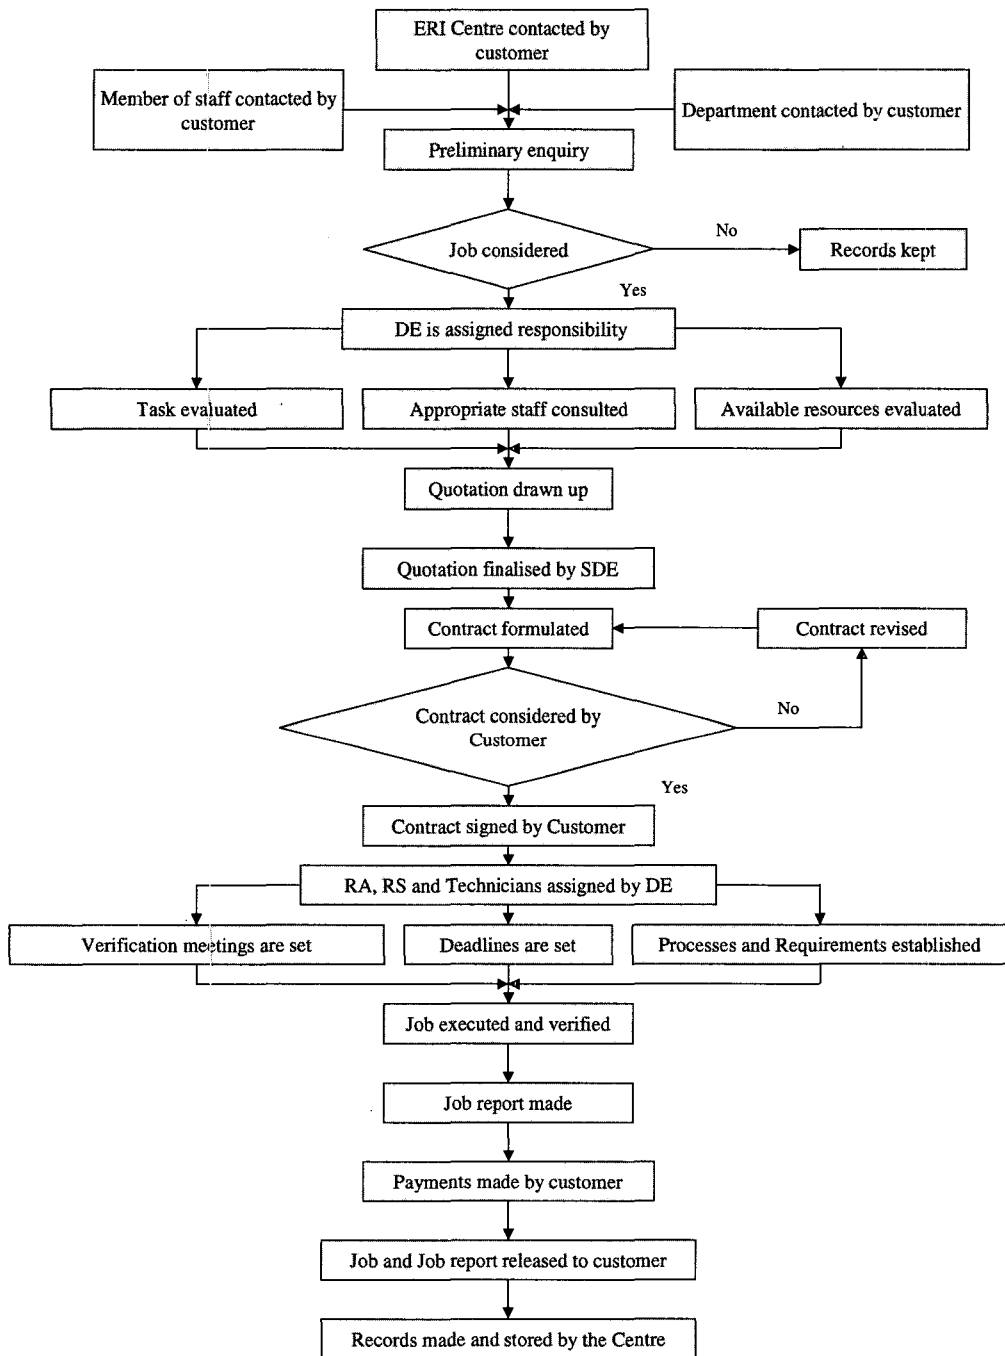 ERI Centre contacted by
customer
Member of staff contacted by
customer
Department contacted by customer
Preliminary enquiry
Job considered
No
Records kept
Yes
DE is assigned responsibility
Task evaluated
Appropriate staff consulted
Available resources evaluated
Quotation drawn up
Quotation finalised by SDE
Contract formulated
Contract revised
Contract considered by
Customer
No
Yes
Contract signed by Customer
RA, RS and Technicians assigned by DE
Verification meetings are set
Deadlines are set
Processes and Requirements established
Job executed and verified
Job report made
Payments made by customer
Job and Job report released to customer
Records made and stored by the Centre